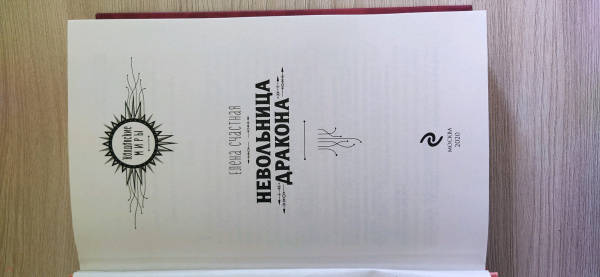 КОЛДОВСКИЕ
МИРЫ
ЕЛЕНА СЧАСТНАЯ
НЕВОЛЬНИЦА
ДРАКОНА
МОСКВА
2020